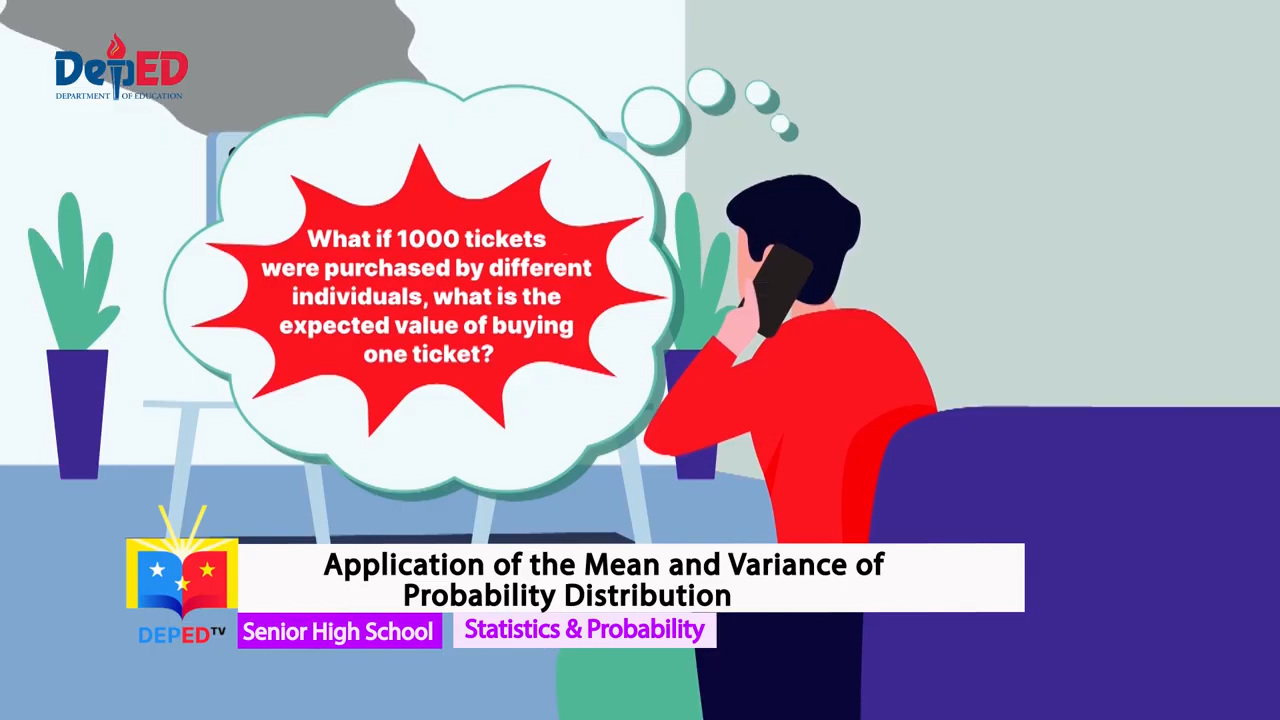 DepED
DEPARTMENT OF EDUCATION
What if 1000 tickets
were purchased by different
individuals, what is the
expected value of buying
one ticket?
Application of the Mean and Variance of
Probability Distribution
DEPED TV
Senior High School
Statistics & Probability